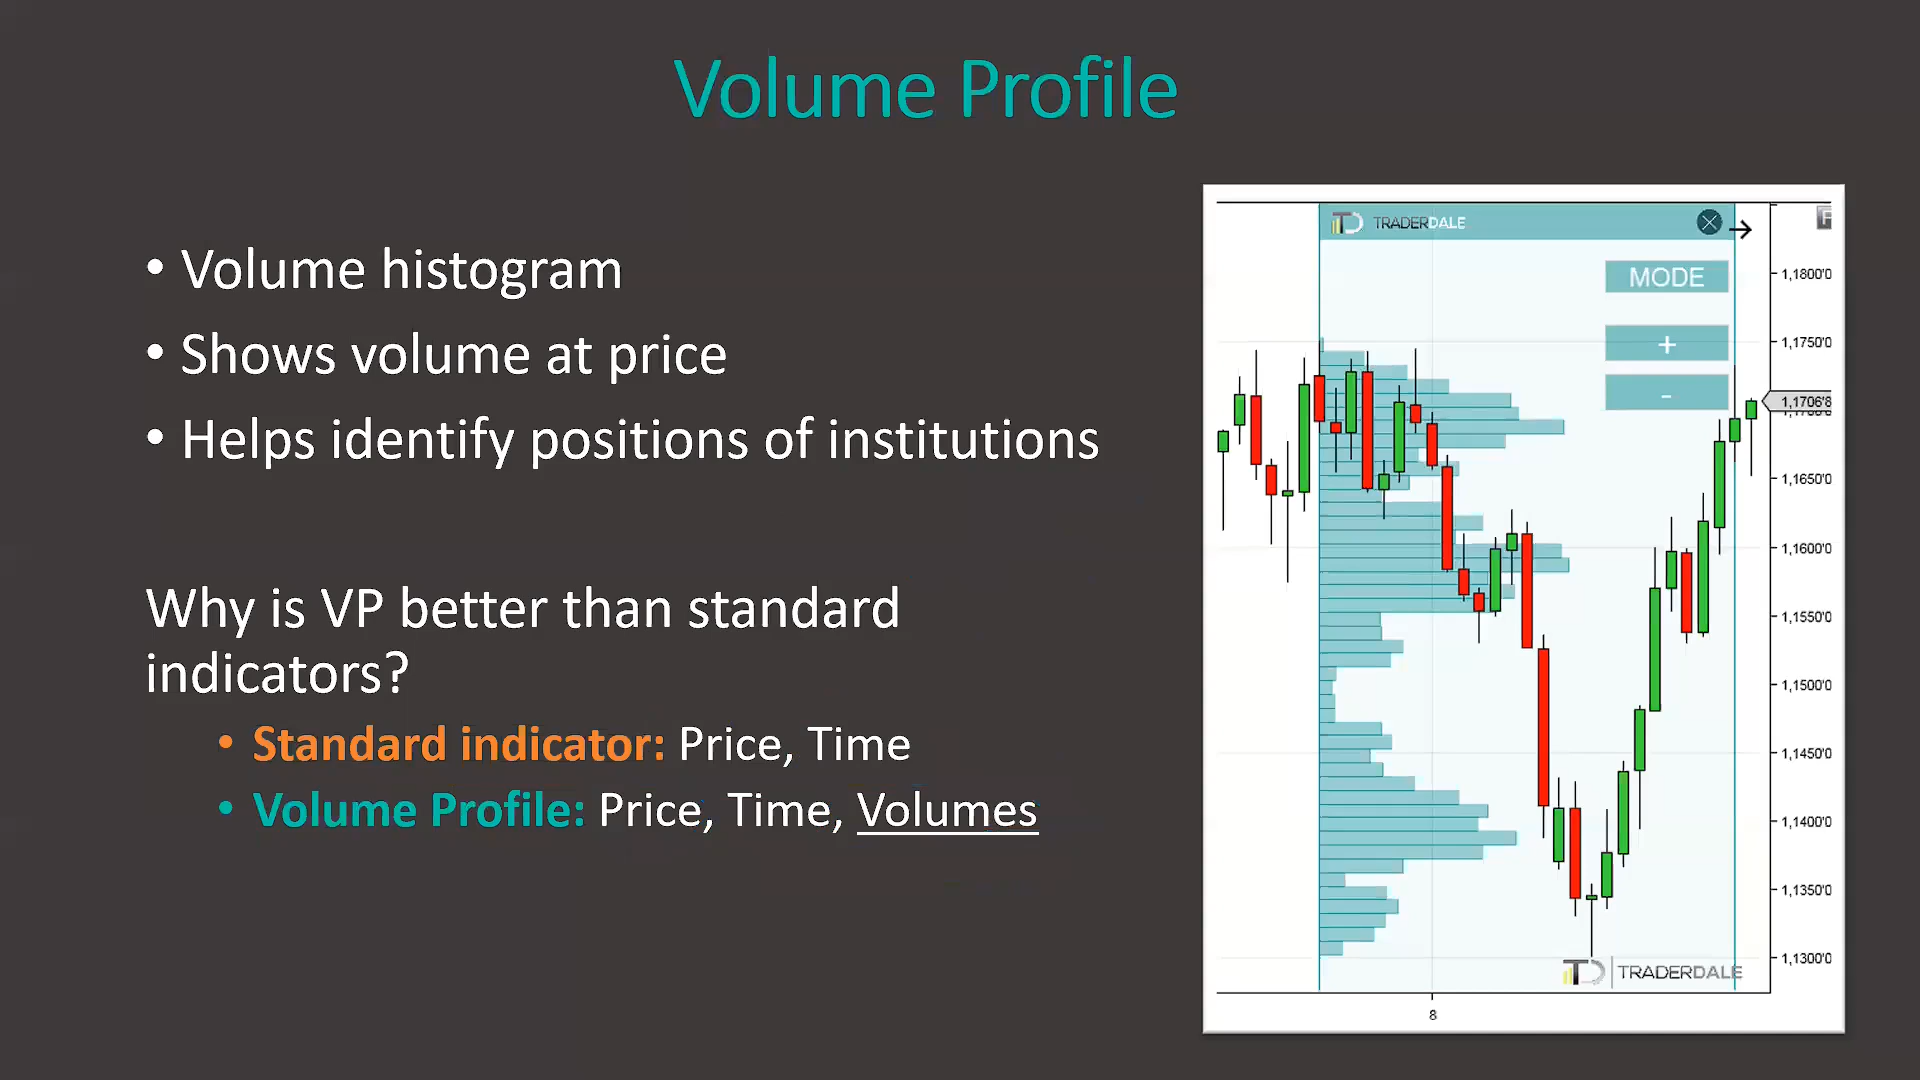 Volume Profile
• Volume histogram
• Shows volume at price
• Helps identify positions of institutions
Why is VP better than standard
indicators?
• Standard indicator: Price, Time
• Volume Profile: Price, Time, Volumes
TRADERDALE
MODE
+
-
1,1800'0
1,1750'0
1,1706'8
1,1650'0
1,1600'0
1,1550'0
1,1500'0
1,1450'0
1,1400'0
1,1350'0
1,1300'0
TRADERDALE
8